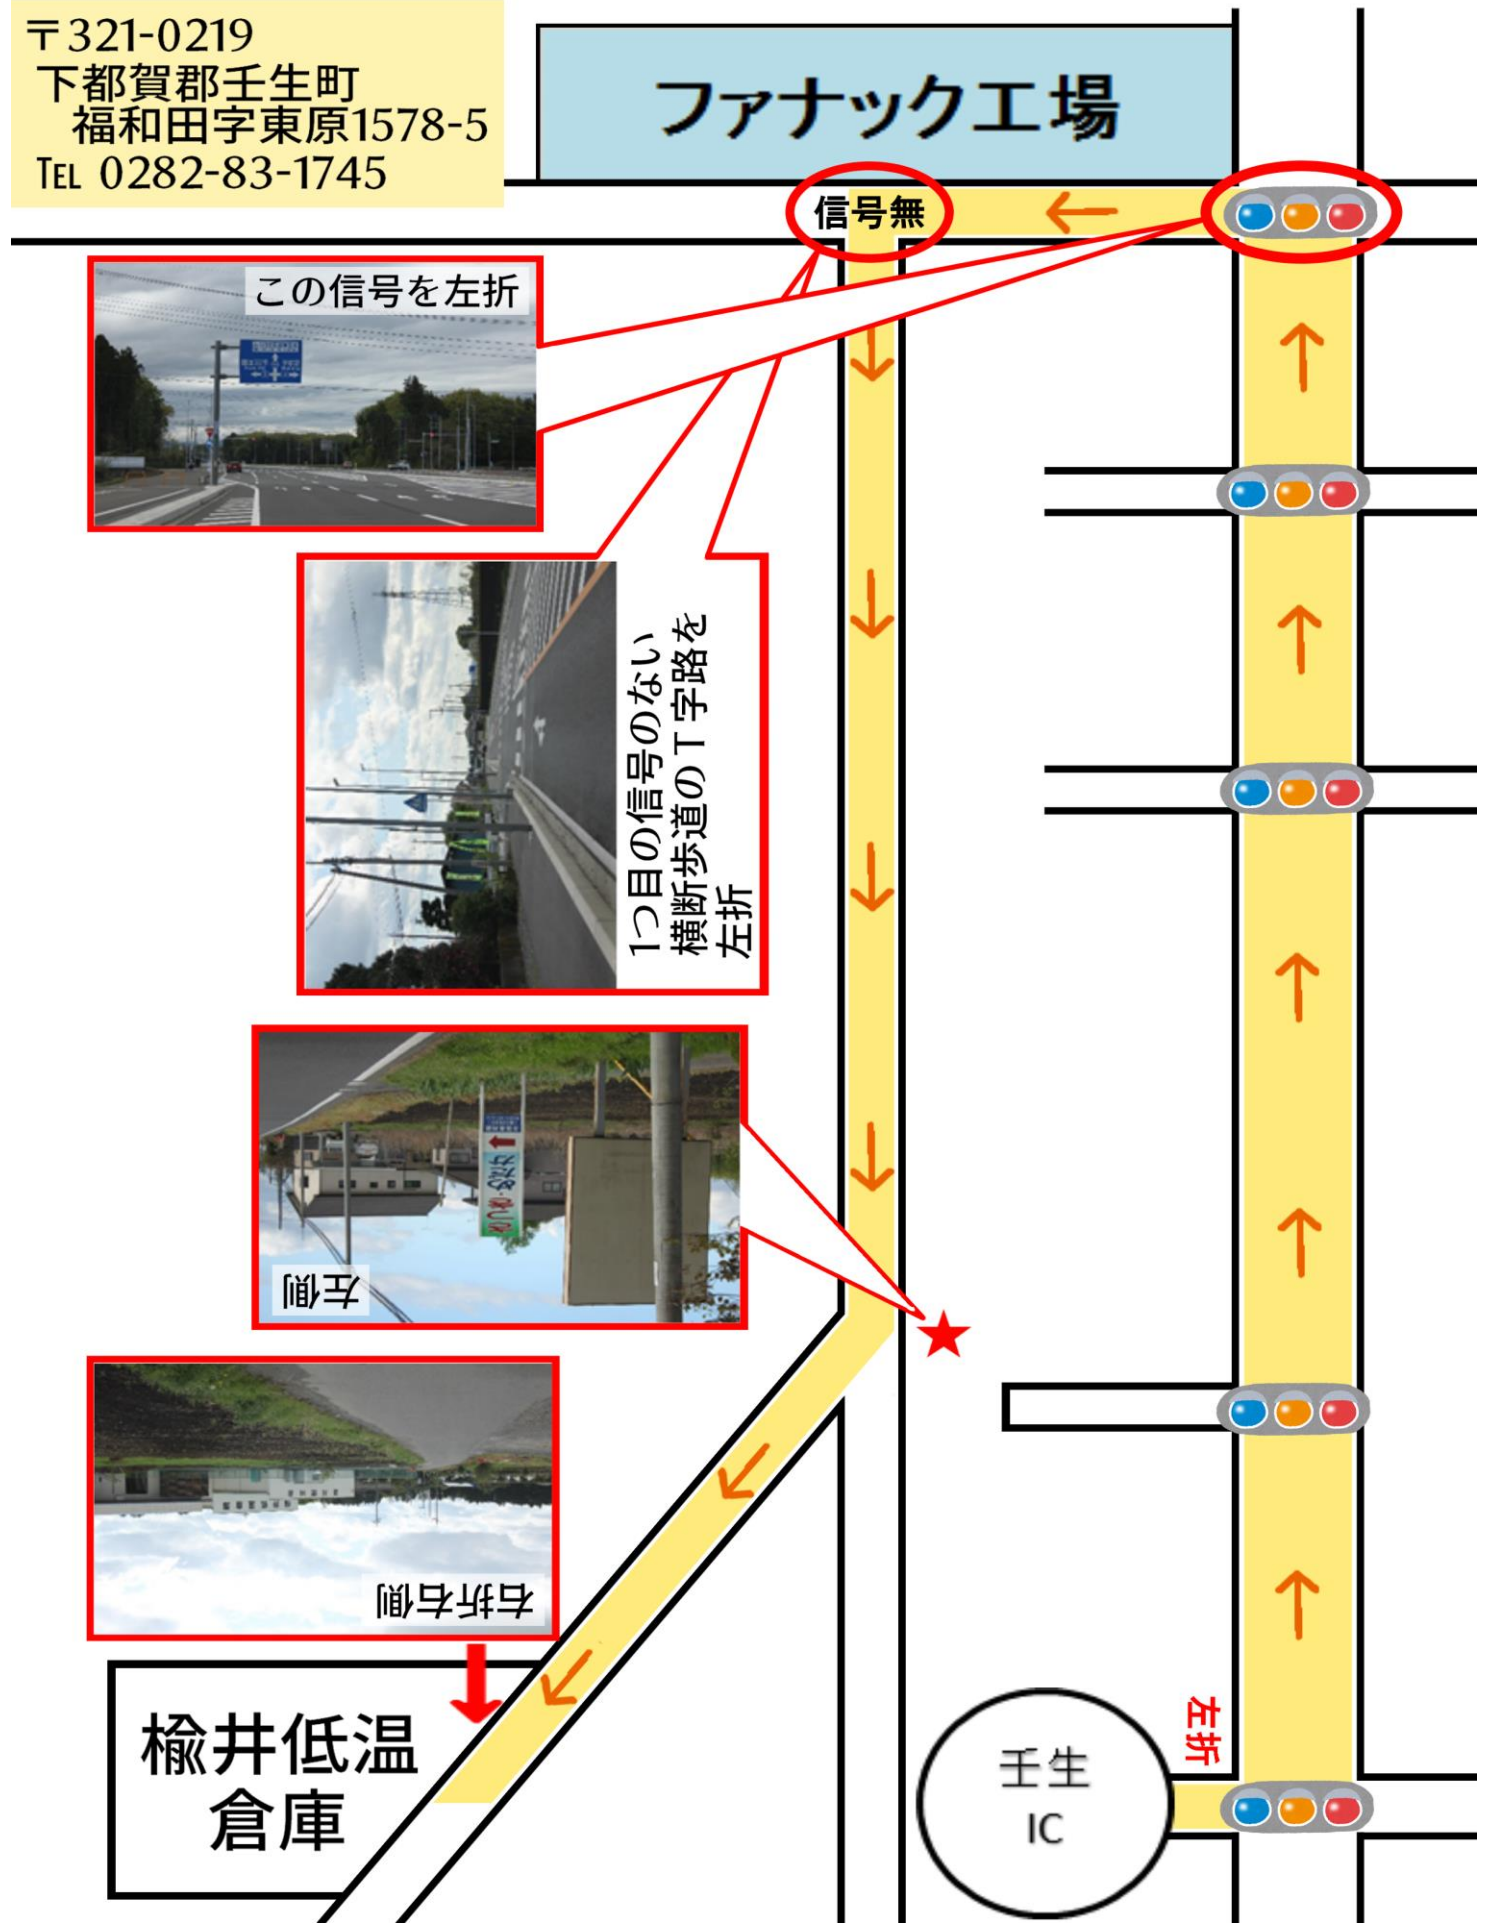 〒321-0219
下都賀郡壬生町
福和田字東原1578-5
TEL 0282-83-1745
ファナック工場
信号無
この信号を左折
1つ目の信号のない
横断歩道のT字路を
左折
左側
右折右側
楡井低温
倉庫
左折
壬生
IC